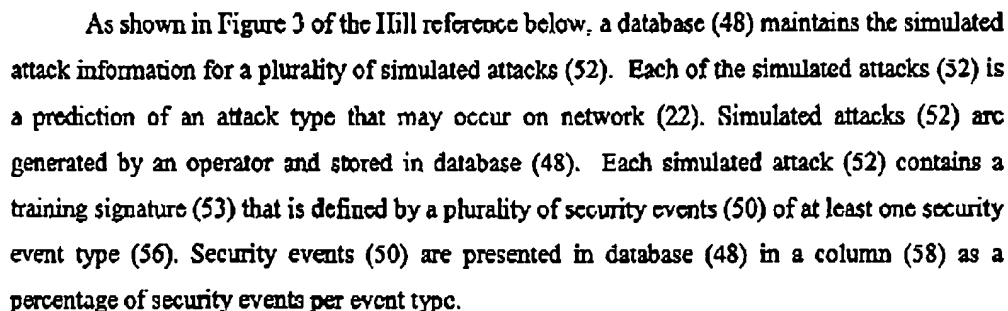 As shown in Figure 3 of the Hill reference below, a database (48) maintains the simulated
attack information for a plurality of simulated attacks (52). Each of the simulated attacks (52) is
a prediction of an attack type that may occur on network (22). Simulated attacks (52) are
generated by an operator and stored in database (48). Each simulated attack (52) contains a
training signature (53) that is defined by a plurality of security events (50) of at least one security
event type (56). Security events (50) are presented in database (48) in a column (58) as a
percentage of security events per event type.